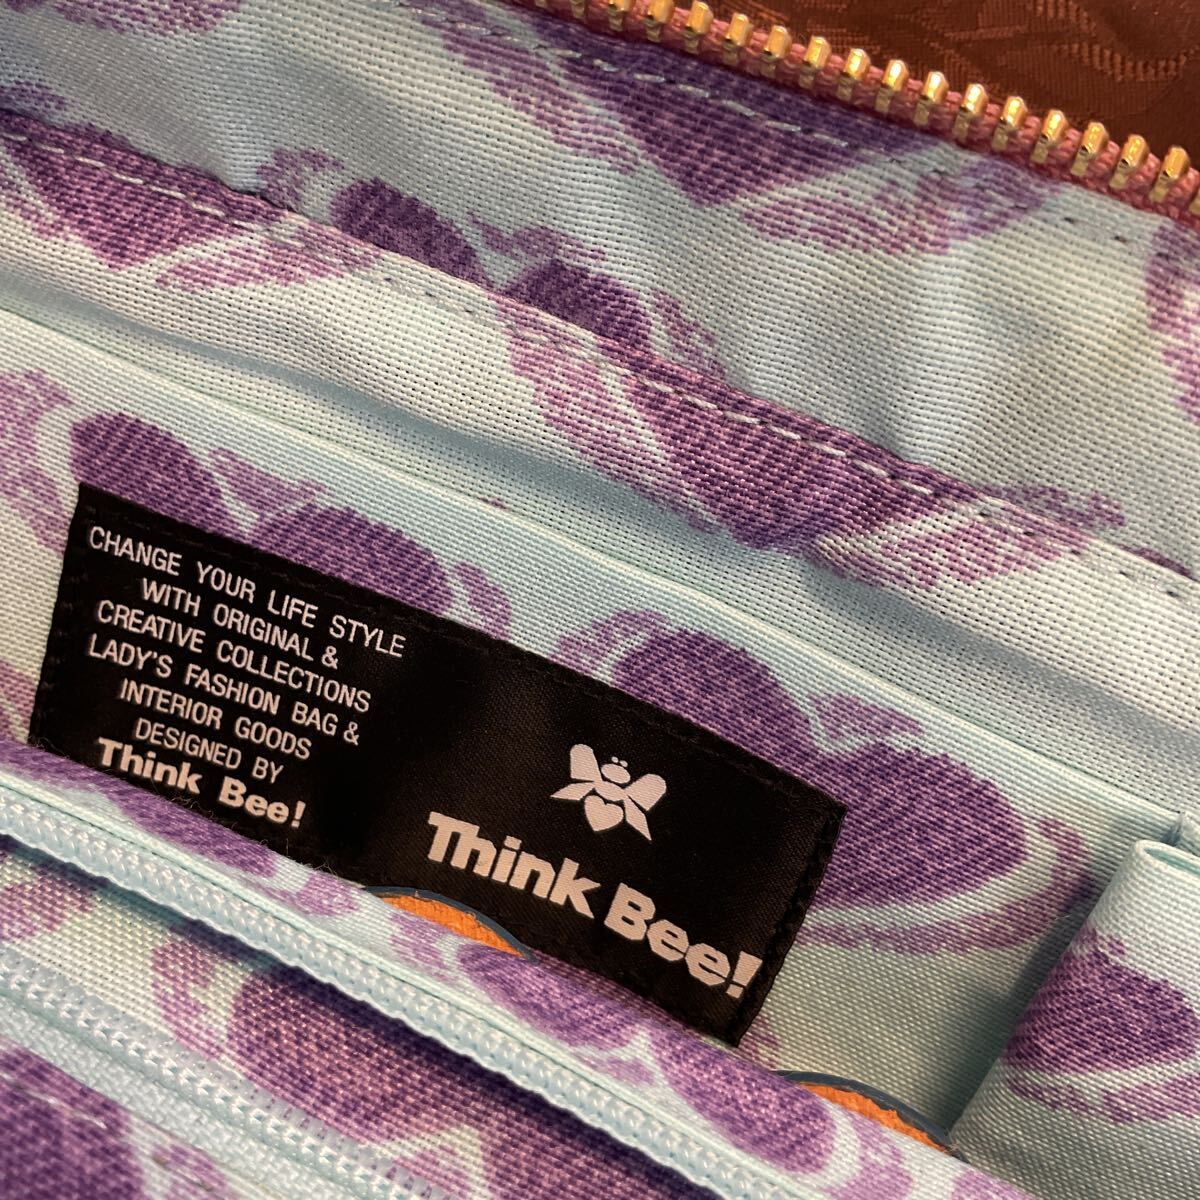 CHANGE YOUR LIFE STYLE
WITH ORIGINAL &
CREATIVE COLLECTIONS
LADY'S FASHION BAG &
INTERIOR GOODS
DESIGNED BY
Think Bee!
Think Bee!